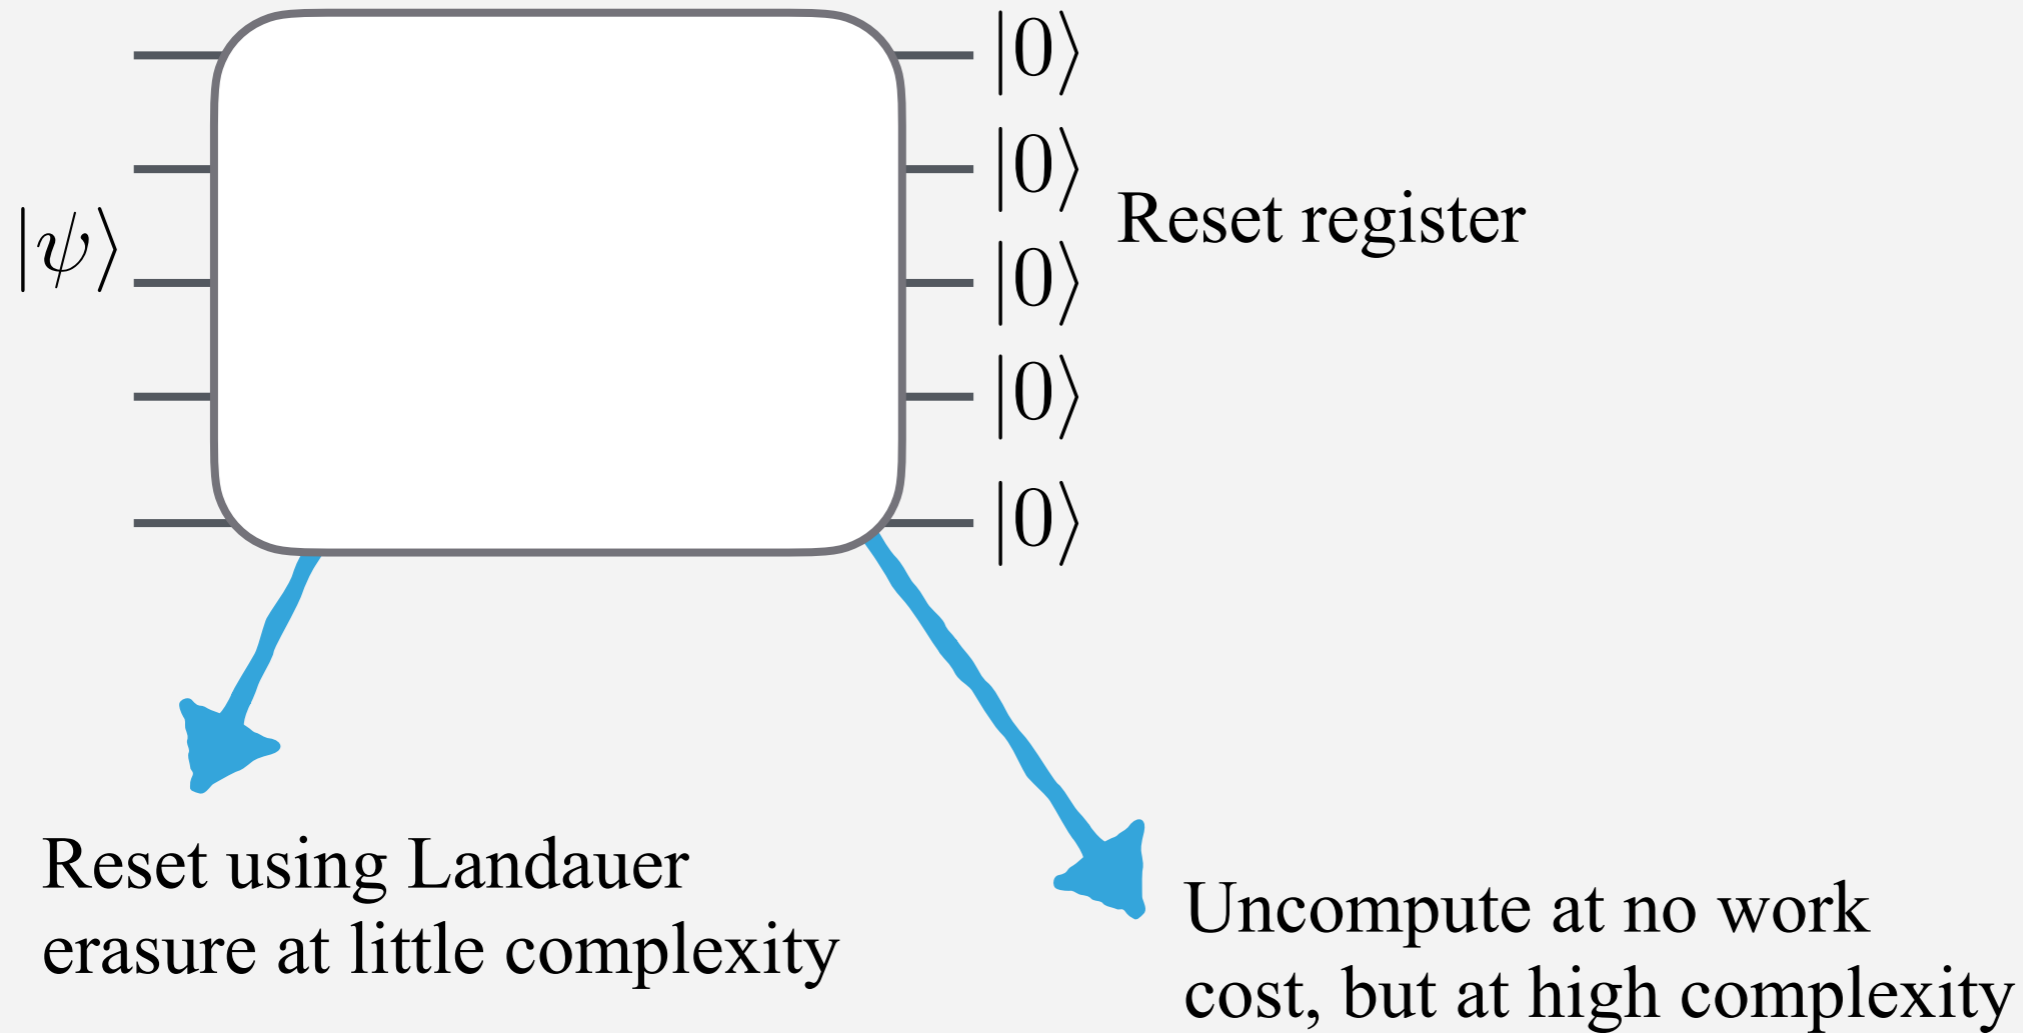 |0⟩
|0⟩
|ψ⟩
Reset register
|0⟩
|0⟩
|0⟩
Reset using Landauer
erasure at little complexity
Uncompute at no work
cost, but at high complexity